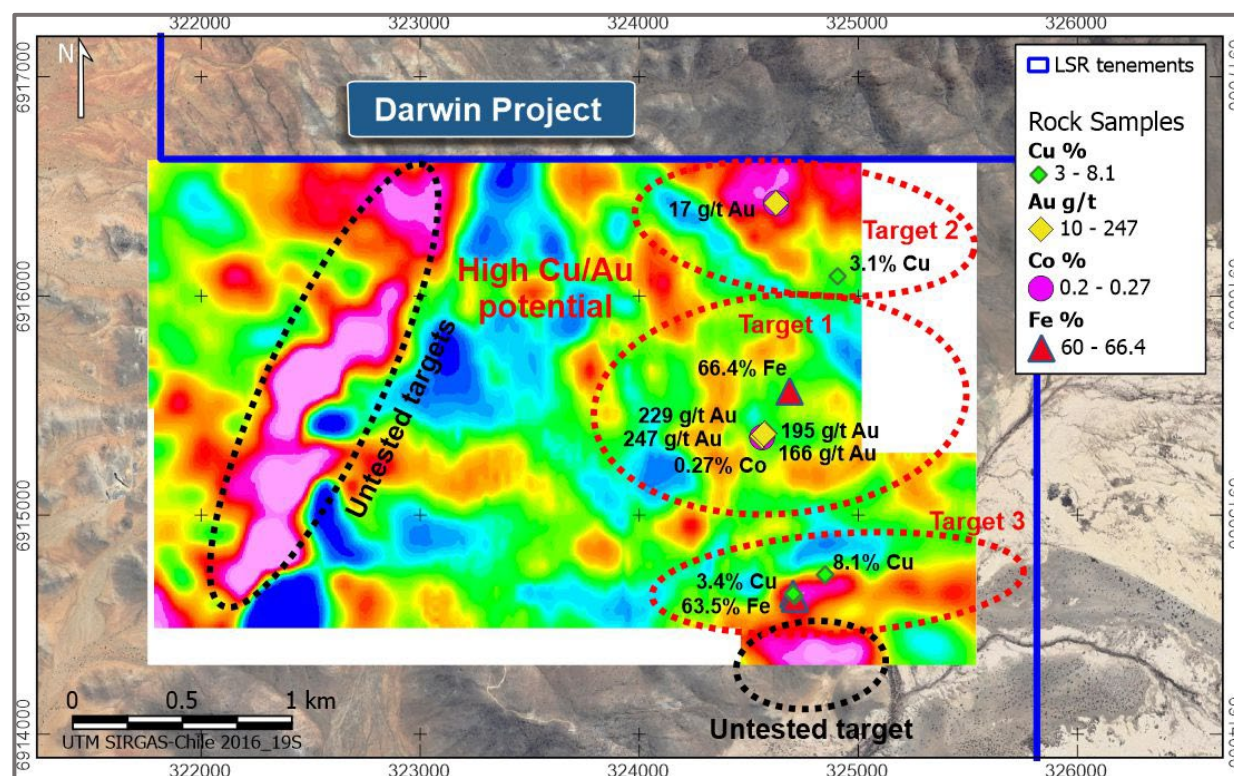 322000 323000 324000 325000 326000
N
6917000
6916000
6915000
6914000
Darwin Project
LSR tenements
Rock Samples
Cu %
3 - 8.1
Au g/t
10 - 247
Co %
0.2 - 0.27
Fe %
60 - 66.4
17 g/t Au
Target 2
3.1% Cu
High Cu/Au
potential
Untested targets
Target 1
66.4% Fe
229 g/t Au
247 g/t Au
0.27% Co
195 g/t Au
166 g/t Au
Target 3
8.1% Cu
3.4% Cu
63.5% Fe
Untested target
0 0.5 1 km
UTM SIRGAS-Chile 2016_19S
6917000
6916000
6915000
6914000
322000 323000 324000 325000 326000